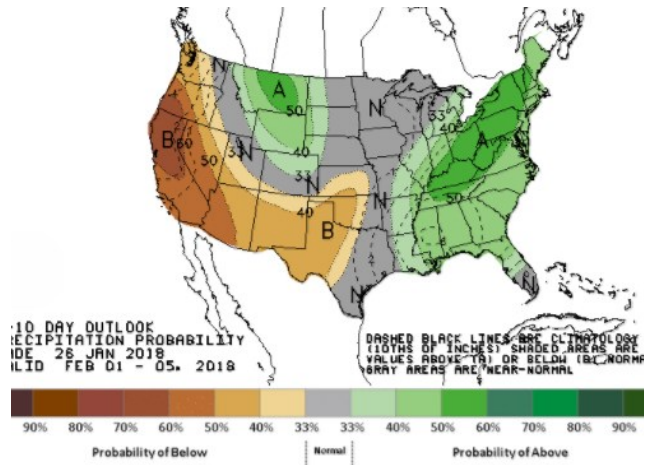 N
A
50
N
33
40
A
B
60
50
33
N
40
33
N
N
50
40
B
N
N
-10 DAY OUTLOOK
RECIPITATION PROBABILITY
ADE 26 JAN 2018
ALID FEB 01 - 05, 2018
DASHED BLACK LINES ARE CLIMATOLOGY
(10THS OF INCHES) SHADED AREAS ARE
VALUES ABOVE (A) OR BELOW (B) NORMA
GRAY AREAS ARE NEAR-NORMAL
90% 80% 70% 60% 50% 40% 33% 33% 40% 50% 60% 70% 80% 90%
Probability of Below Normal Probability of Above